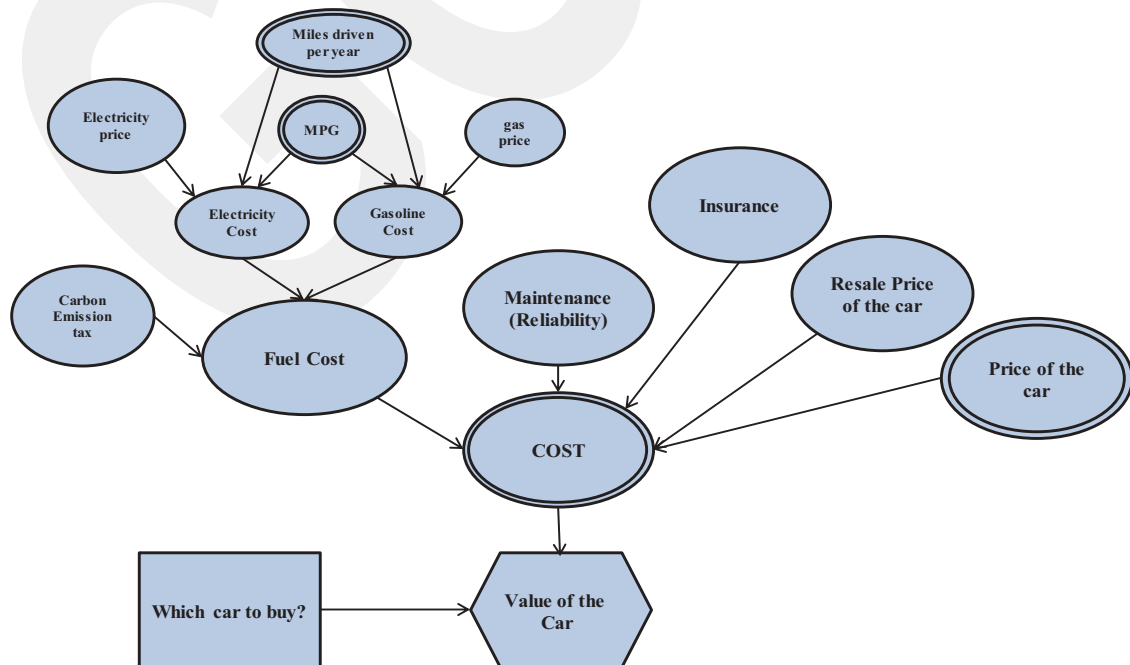 Miles driven
per year
Electricity
price
MPG
gas
price
Electricity
Cost
Gasoline
Cost
Insurance
Carbon
Emission
tax
Fuel Cost
Maintenance
(Reliability)
Resale Price
of the car
Price of the
car
COST
Which car to buy?
Value of the
Car